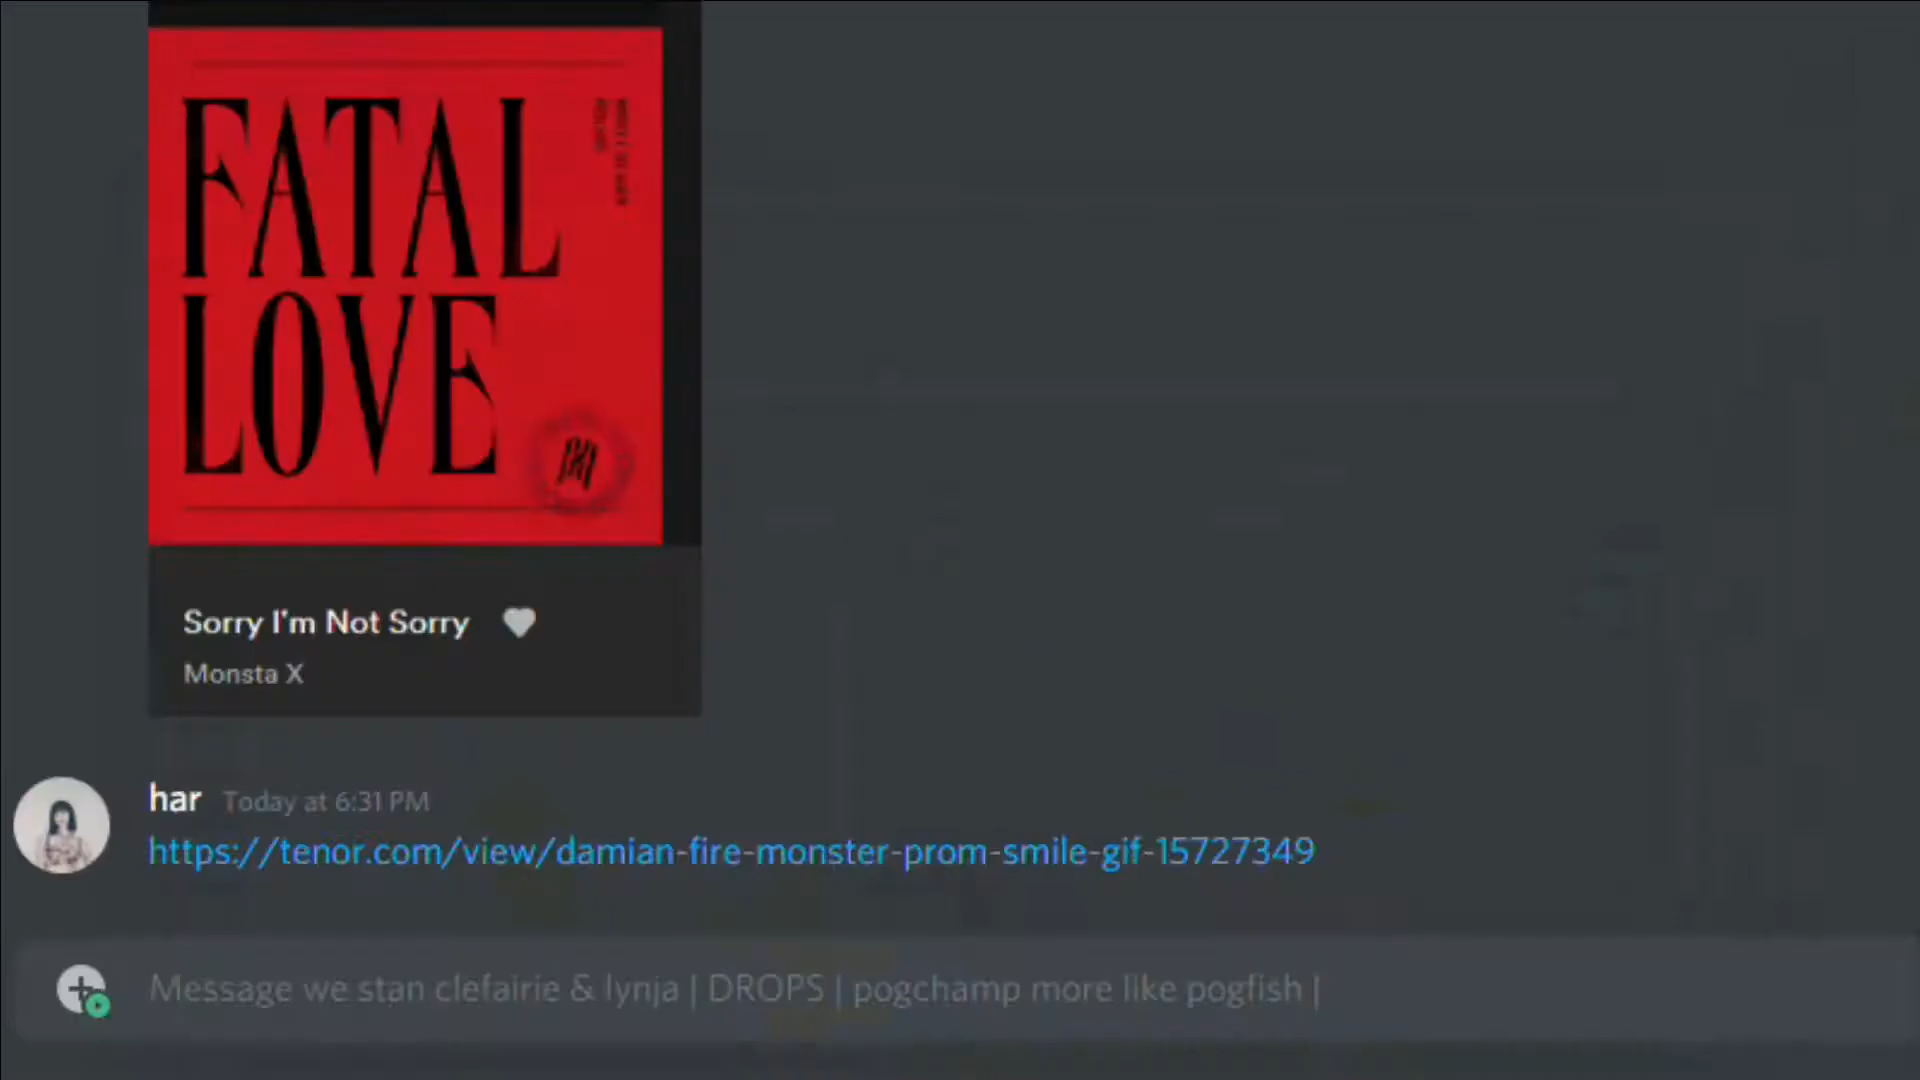 FATAL
LOVE
Sorry I'm Not Sorry
Monsta X
har Today at 6:31 PM
https://tenor.com/view/damian-fire-monster-prom-smile-gif-15727349
Message we stan clefairie & lynja | DROPS | pogchamp more like pogfish |